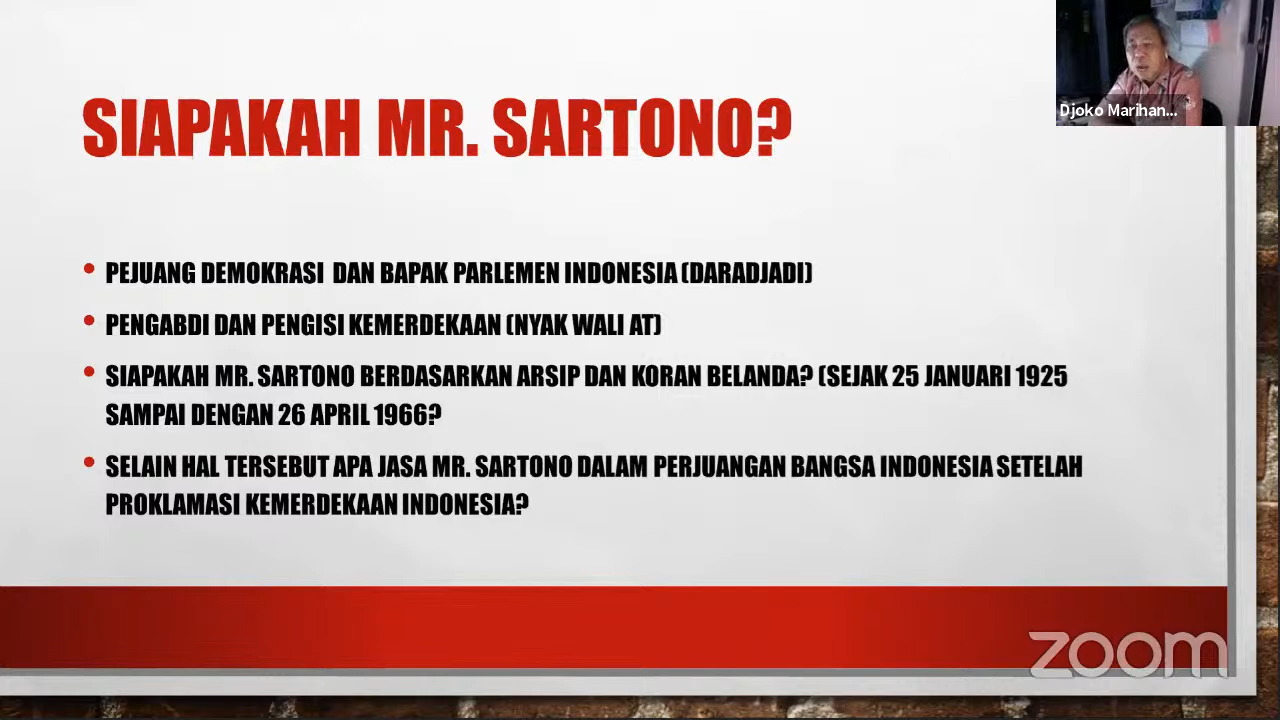 SIAPAKAH MR. SARTONO?
Djoko Marihan...
• PEJUANG DEMOKRASI DAN BAPAK PARLEMEN INDONESIA (DARADJADI)
• PENGABDI DAN PENGISI KEMERDEKAAN (NYAK WALI AT)
• SIAPAKAH MR. SARTONO BERDASARKAN ARSIP DAN KORAN BELANDA? (SEJAK 25 JANUARI 1925
SAMPAI DENGAN 26 APRIL 1966?
• SELAIN HAL TERSEBUT APA JASA MR. SARTONO DALAM PERJUANGAN BANGSA INDONESIA SETELAH
PROKLAMASI KEMERDEKAAN INDONESIA?
zoom